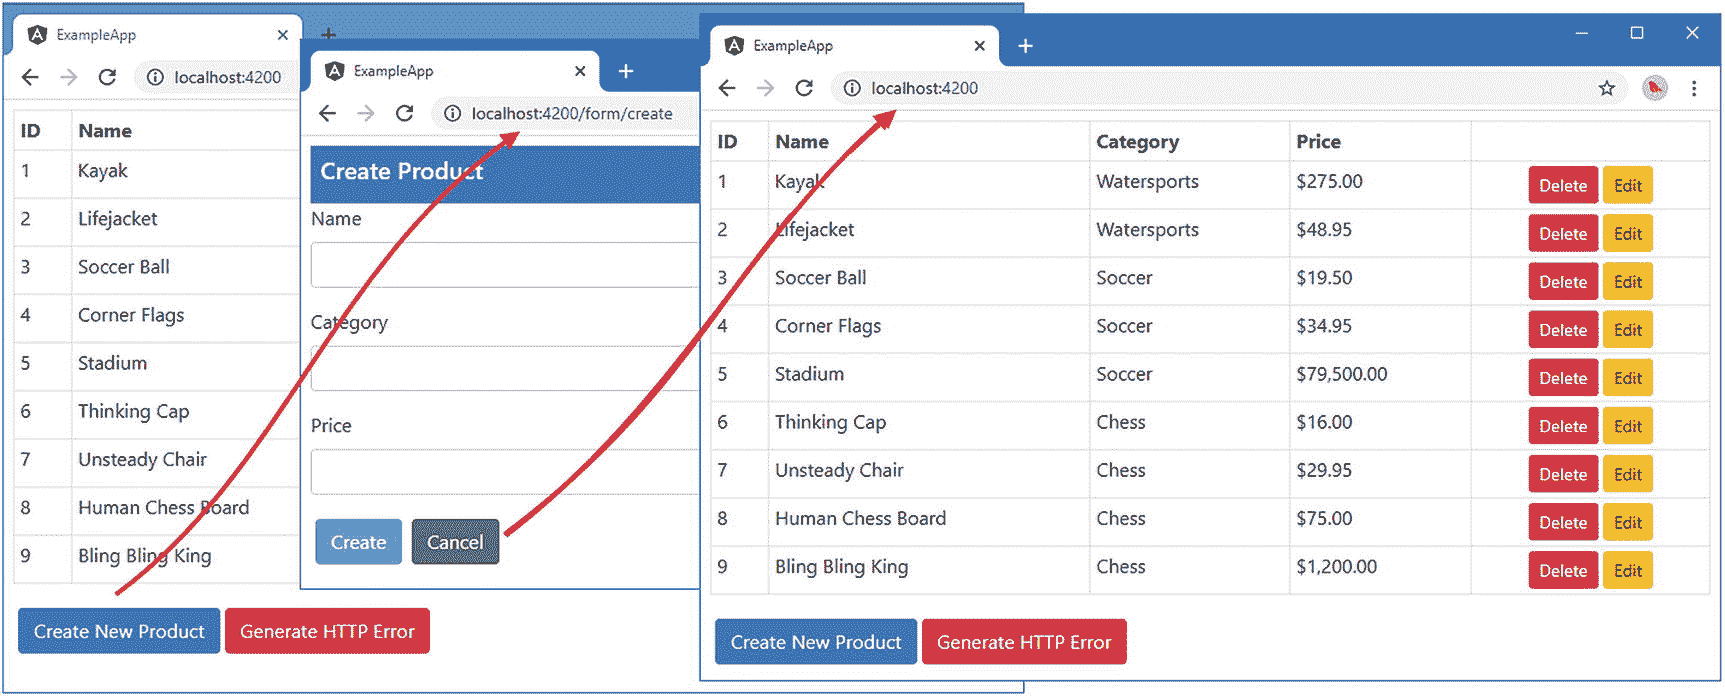 ExampleApp
localhost:4200
ID Name
1 Kayak
2 Lifejacket
3 Soccer Ball
4 Corner Flags
5 Stadium
6 Thinking Cap
7 Unsteady Chair
8 Human Chess Board
9 Bling Bling King
Create New Product Generate HTTP Error
ExampleApp
localhost:4200/form/create
Create Product
Name
Category
Price
Create Cancel
ExampleApp
localhost:4200
ID Name Category Price
1 Kayak Watersports $275.00 Delete Edit
2 Lifejacket Watersports $48.95 Delete Edit
3 Soccer Ball Soccer $19.50 Delete Edit
4 Corner Flags Soccer $34.95 Delete Edit
5 Stadium Soccer $79,500.00 Delete Edit
6 Thinking Cap Chess $16.00 Delete Edit
7 Unsteady Chair Chess $29.95 Delete Edit
8 Human Chess Board Chess $75.00 Delete Edit
9 Bling Bling King Chess $1,200.00 Delete Edit
Create New Product Generate HTTP Error